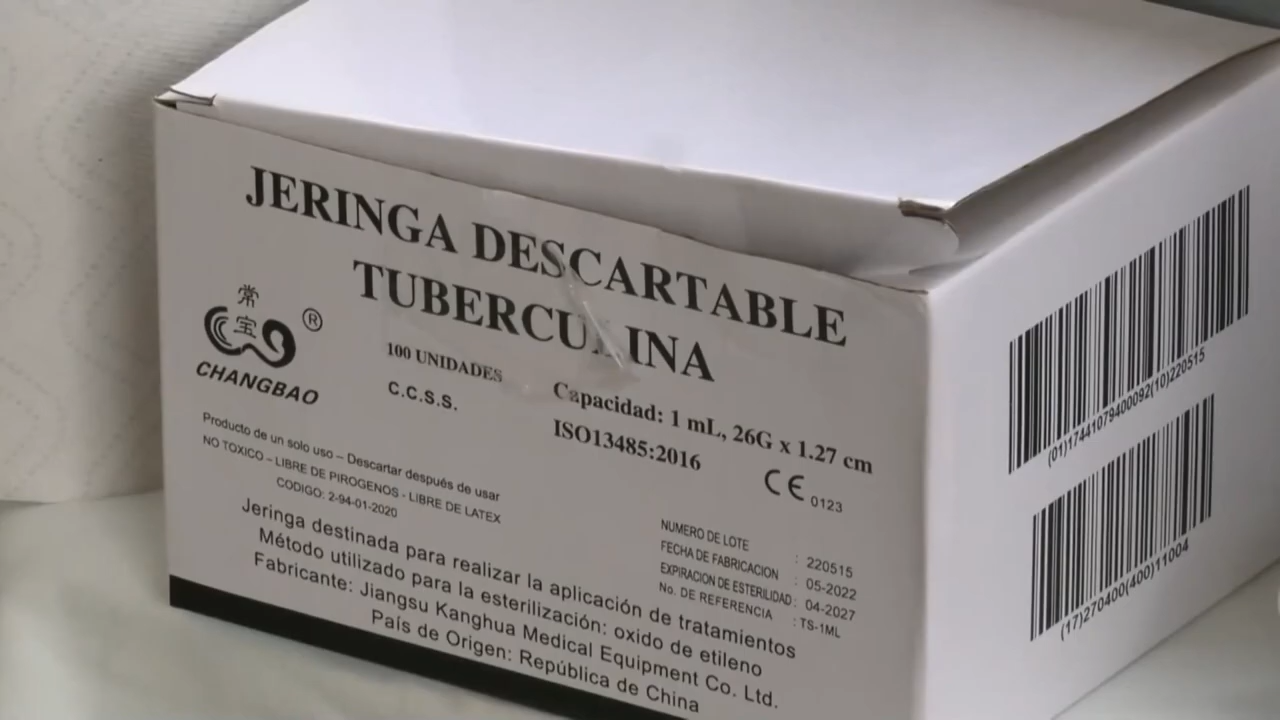 JERINGA DESCARTABLE
TUBERCULINA
常
宝
®
CHANGBAO
100 UNIDADES
C.C.S.S.
Capacidad: 1 mL, 26G x 1.27 cm
ISO13485:2016
CE 0123
Producto de un solo uso – Descartar después de usar
NO TOXICO – LIBRE DE PIROGENOS - LIBRE DE LATEX
CODIGO: 2-94-01-2020
NUMERO DE LOTE : 220515
FECHA DE FABRICACION : 05-2022
EXPIRACION DE ESTERILIDAD : 04-2027
No. DE REFERENCIA : TS-1ML
Jeringa destinada para realizar la aplicación de tratamientos
Método utilizado para la esterilización: oxido de etileno
Fabricante: Jiangsu Kanghua Medical Equipment Co. Ltd.
País de Origen: República de China
(01)17441079400092(10)220515
(17)270400(400)11004